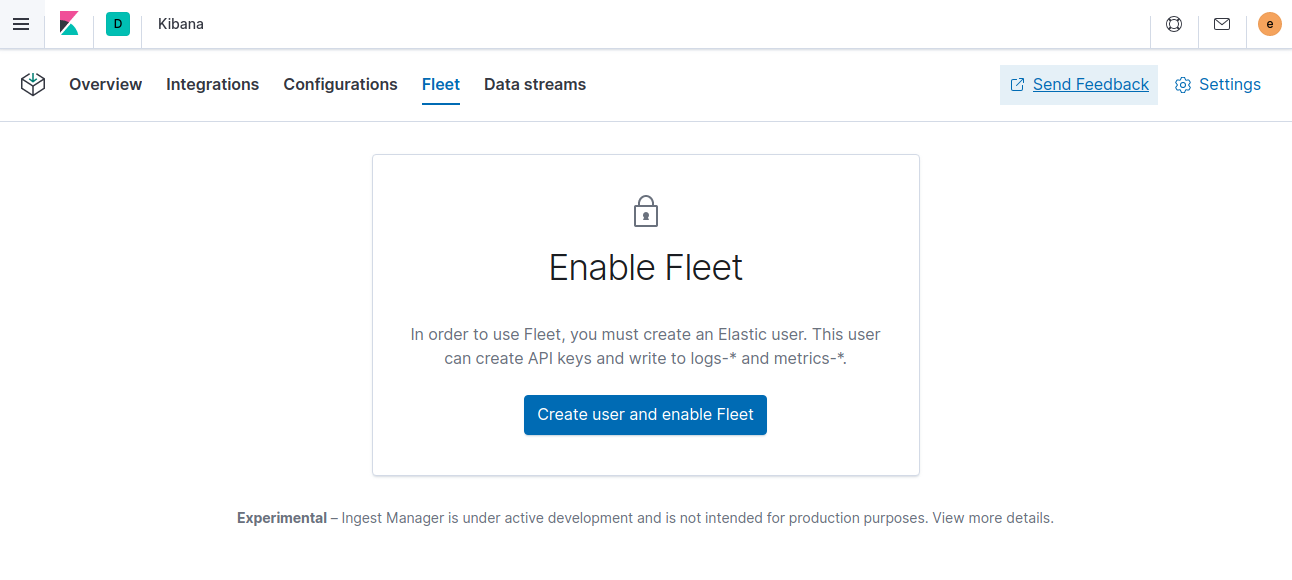 D
Kibana
e
Overview
Integrations
Configurations
Fleet
Data streams
Send Feedback
Settings
Enable Fleet
In order to use Fleet, you must create an Elastic user. This user
can create API keys and write to logs-* and metrics-*.
Create user and enable Fleet
Experimental – Ingest Manager is under active development and is not intended for production purposes. View more details.